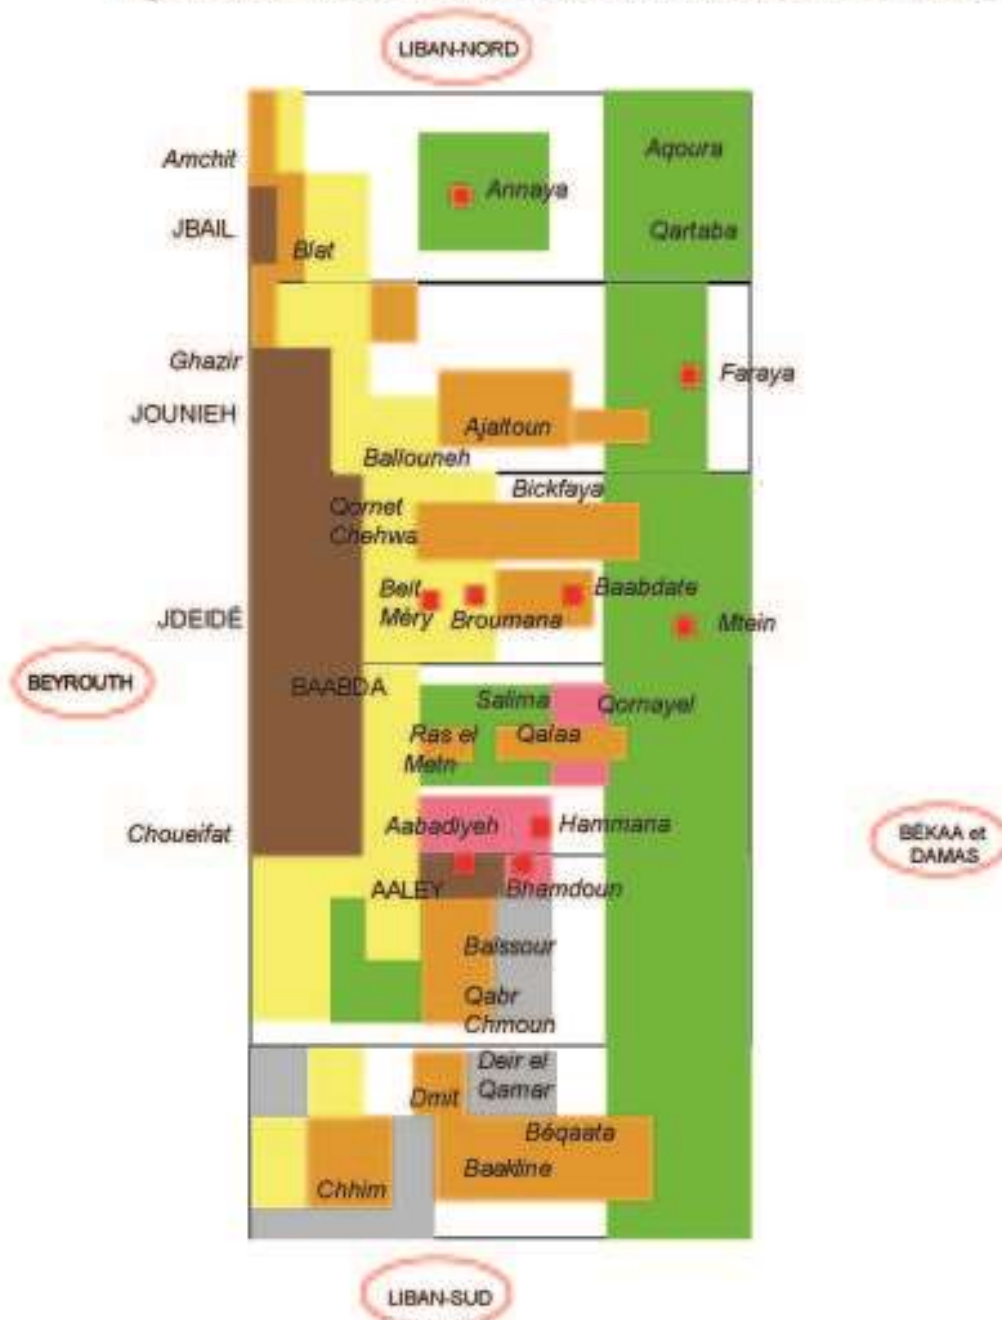 LIBAN-NORD
Aqoura
Amchit
Annaya
JBAIL
Qartaba
Blat
Ghazir
Faraya
JOUNIEH
Ajaltoun
Ballouneh
Bickfaya
Qornet
Chehwa
Beit
Méry
Broumana
Baabdate
JDEIDÉ
Mtein
BEYROUTH
BAABDA
Salima
Qornayel
Ras el
Metn
Qalaa
Choueifat
Aabadiyeh
Hammana
BÉKAA et
DAMAS
AALEY
Bhamdoun
Baïssour
Qabr
Chmoun
Deir el
Qamar
Dmit
Béqaata
Baakline
Chhim
LIBAN-SUD